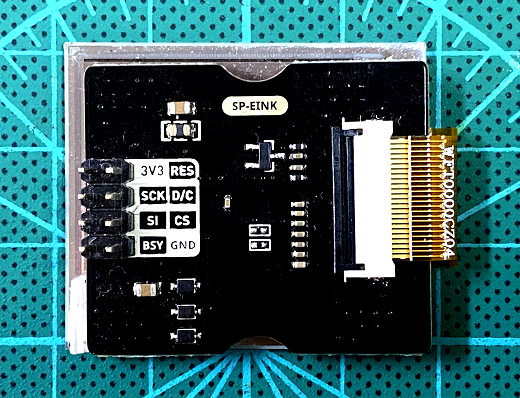 SP-EINK
3V3 RES
SCK D/C
SI CS
BSY GND